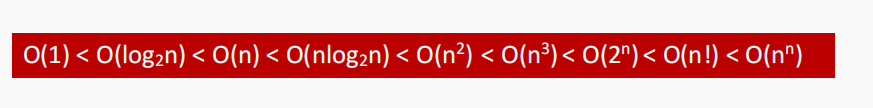 O(1) < O(log₂n) < O(n) < O(nlog₂n) < O(n²) < O(n³) < O(2ⁿ) < O(n!) < O(nⁿ)